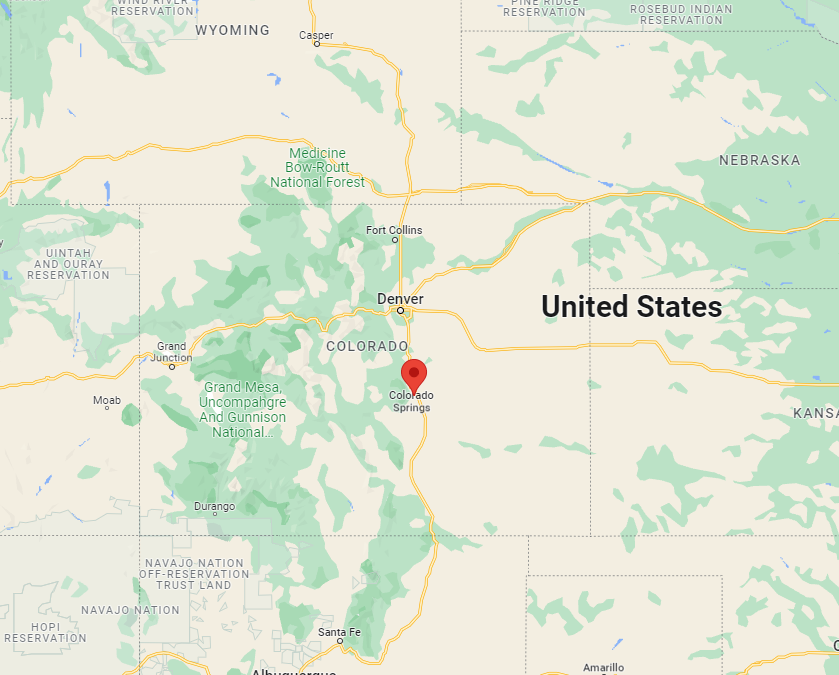 WIND RIVER
RESERVATION
PINE RIDGE
RESERVATION
ROSEBUD INDIAN
RESERVATION
WYOMING
Casper
Medicine
Bow-Routt
National Forest
NEBRASKA
Fort Collins
UINTAH
AND OURAY
RESERVATION
Denver
United States
COLORADO
Grand
Junction
Grand Mesa,
Uncompahgre
And Gunnison
National...
Moab
Colorado
Springs
KANSA
Durango
NAVAJO NATION
OFF-RESERVATION
TRUST LAND
NAVAJO NATION
HOPI
RESERVATION
Santa Fe
Albuquerque
Amarillo